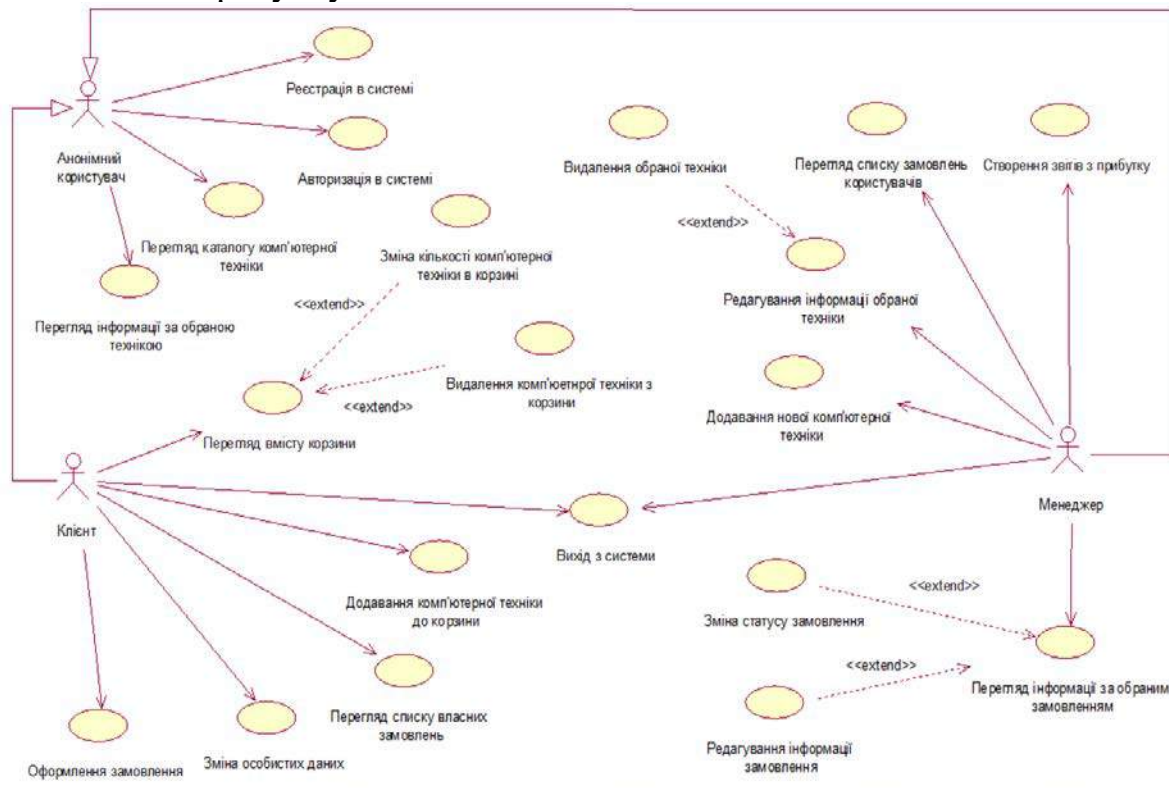 Реєстрація в системі
Анонімний
користувач
Авторизація в системі
Видалення обраної техніки
Перегляд списку замовлень
користувачів
Створення звітів з прибутку
<<extend>>
Перегляд каталогу комп'ютерної
техніки
Зміна кількості комп'ютерної
техніки в корзині
Редагування інформації обраної
техніки
<<extend>>
Перегляд інформації за обраною
технікою
Видалення комп'юетнрої техніки з
корзини
<<extend>>
Додавання нової комп'ютерної
техніки
Перегляд вмісту корзини
Клієнт
Менеджер
Вихід з системи
<<extend>>
Додавання комп'ютерної техніки
до корзини
Зміна статусу замовлення
<<extend>>
Перегляд інформації за обраним
замовленням
Перегляд списку власних
замовлень
Редагування інформації
замовлення
Зміна особистих даних
Оформлення замовлення